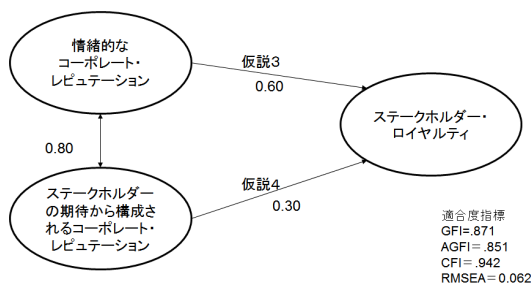 情緒的な
コーポレート・
レピュテーション
仮説3
0.60
ステークホルダー・
ロイヤルティ
0.80
ステークホルダー
の期待から構成され
るコーポレート・
レピュテーション
仮説4
0.30
適合度指標
GFI=.871
AGFI＝.851
CFI＝.942
RMSEA＝0.062